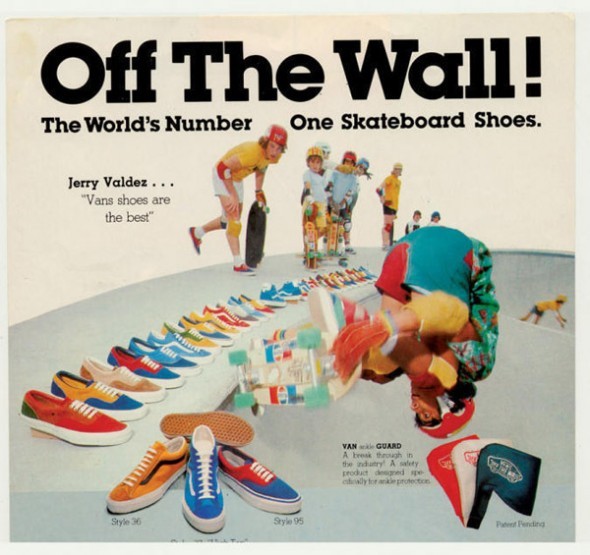 Off The Wall!
The World's Number One Skateboard Shoes.
Jerry Valdez . . .
"Vans shoes are
the best"
VAN ankle GUARD
A break through in
the industry! A safety
product designed spe-
cifically for ankle protection.
Style 36
Style 95
Patent Pending